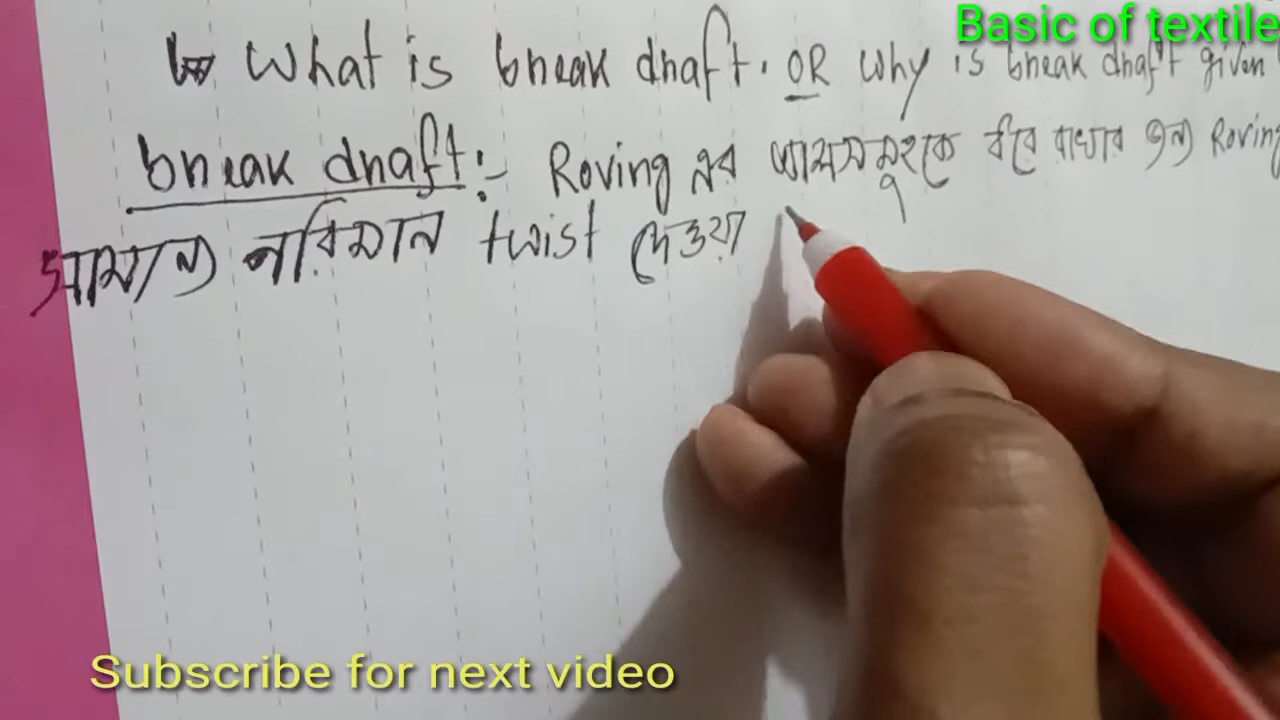 Basic of textile
What is break draft. OR why is break draft given
break draft :- Roving এর আঁশসমূহকে ধরে রাখার জন্য Roving
সামান্য পরিমান twist দেওয়া
Subscribe for next video